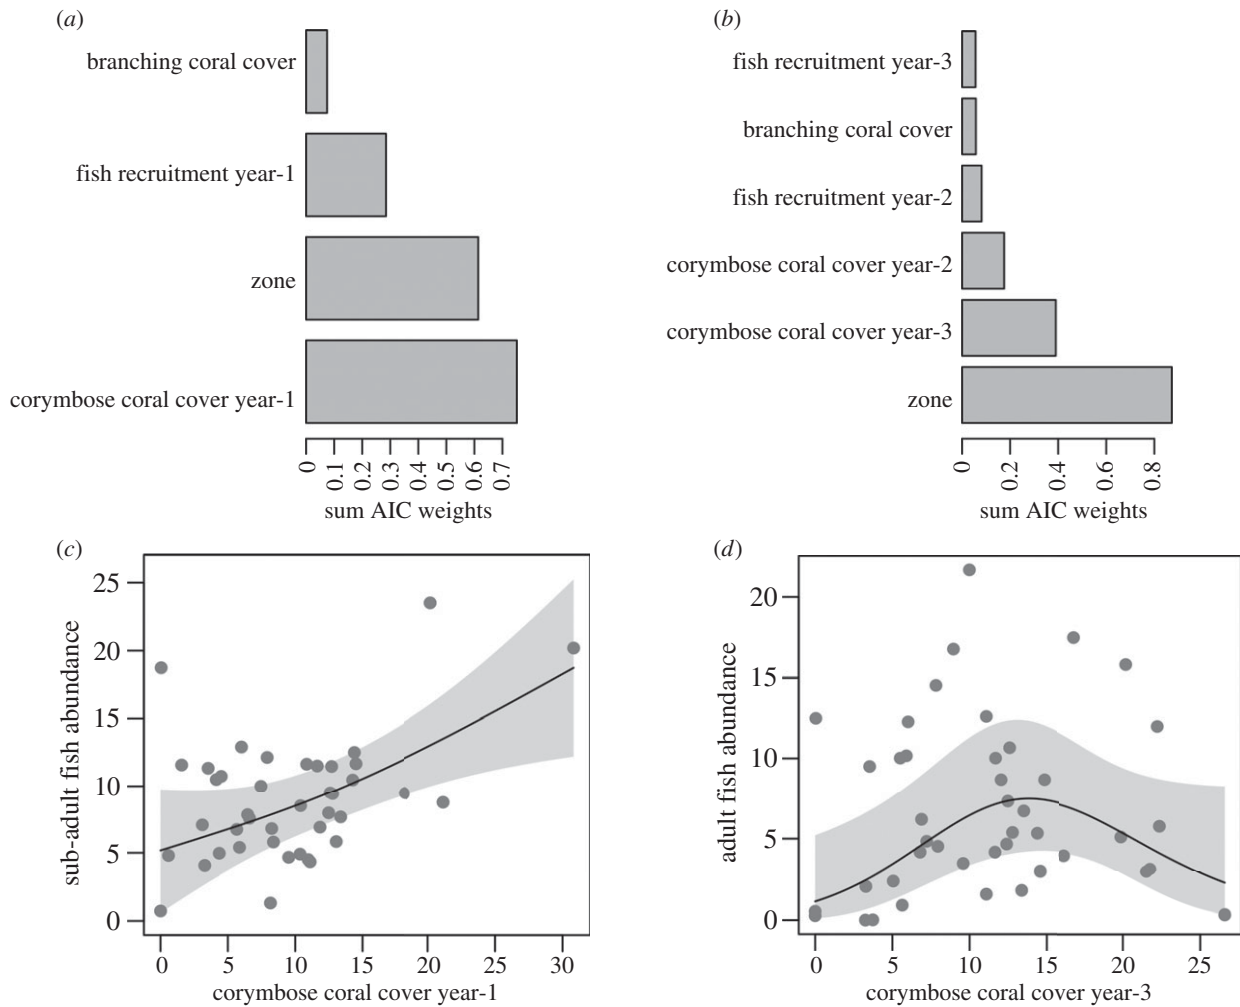 (a)
branching coral cover
fish recruitment year-1
zone
corymbose coral cover year-1
0 0.1 0.2 0.3 0.4 0.5 0.6 0.7
sum AIC weights
(b)
fish recruitment year-3
branching coral cover
fish recruitment year-2
corymbose coral cover year-2
corymbose coral cover year-3
zone
0 0.2 0.4 0.6 0.8
sum AIC weights
(c)
sub-adult fish abundance
25
20
15
10
5
0
0 5 10 15 20 25 30
corymbose coral cover year-1
(d)
adult fish abundance
20
15
10
5
0
0 5 10 15 20 25
corymbose coral cover year-3